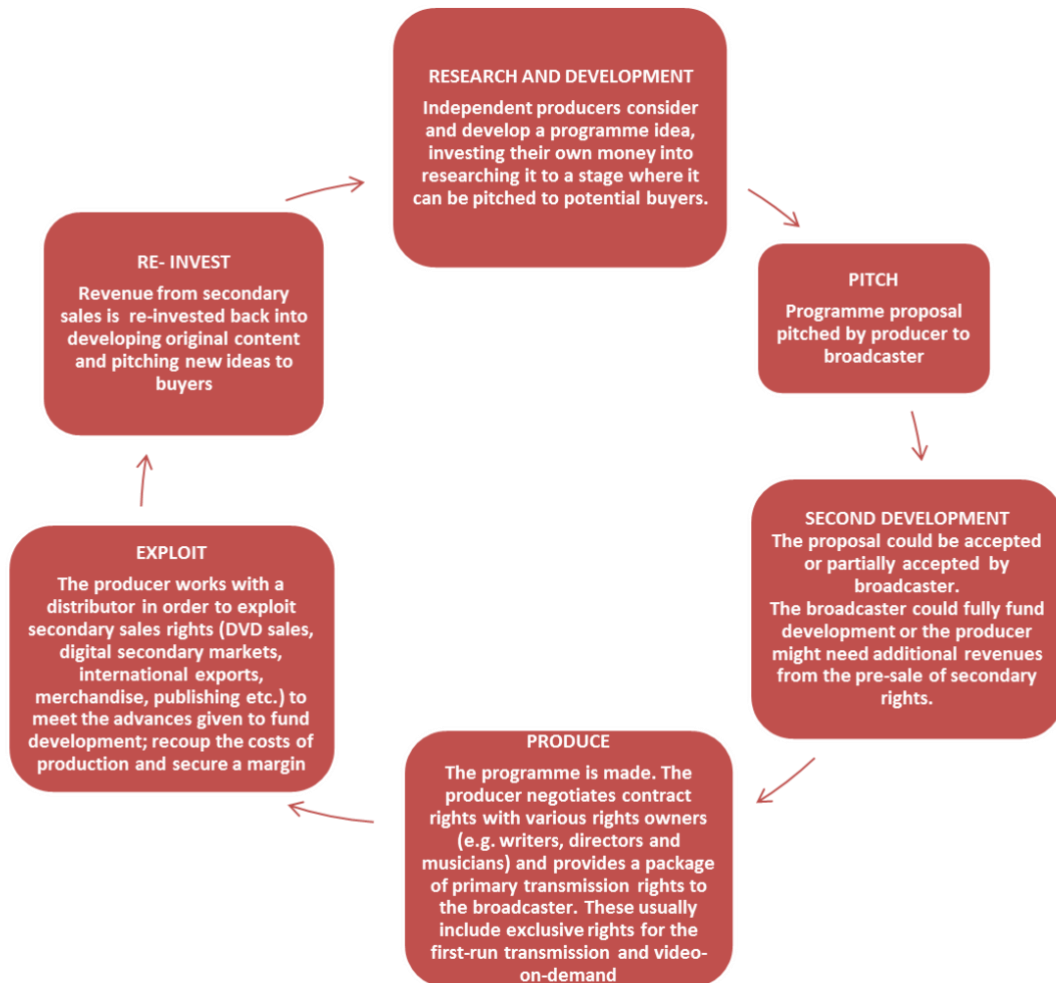 RESEARCH AND DEVELOPMENT
Independent producers consider
and develop a programme idea,
investing their own money into
researching it to a stage where it
can be pitched to potential buyers.
PITCH
Programme proposal
pitched by producer to
broadcaster
SECOND DEVELOPMENT
The proposal could be accepted
or partially accepted by
broadcaster.
The broadcaster could fully fund
development or the producer
might need additional revenues
from the pre-sale of secondary
rights.
PRODUCE
The programme is made. The
producer negotiates contract
rights with various rights owners
(e.g. writers, directors and
musicians) and provides a package
of primary transmission rights to
the broadcaster. These usually
include exclusive rights for the
first-run transmission and video-
on-demand
EXPLOIT
The producer works with a
distributor in order to exploit
secondary sales rights (DVD sales,
digital secondary markets,
international exports,
merchandise, publishing etc.) to
meet the advances given to fund
development; recoup the costs of
production and secure a margin
RE- INVEST
Revenue from secondary
sales is re-invested back into
developing original content
and pitching new ideas to
buyers